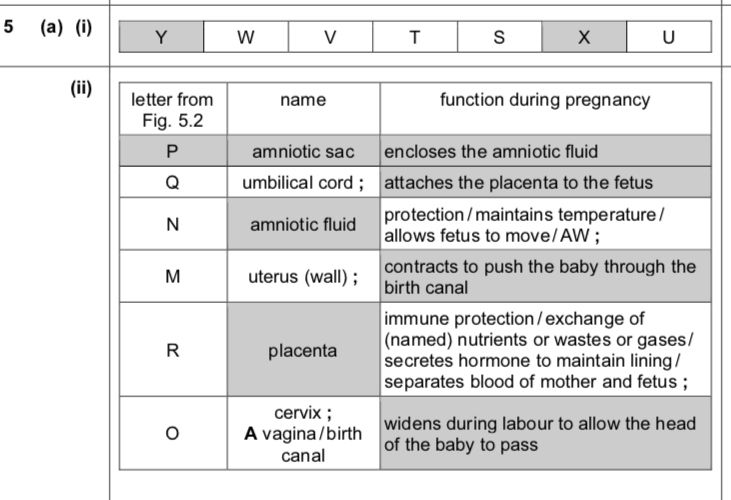 5 (a) (i) Y W V T S X U
(ii)
letter from
Fig. 5.2
name
function during pregnancy
P amniotic sac encloses the amniotic fluid
Q umbilical cord ; attaches the placenta to the fetus
N amniotic fluid
protection / maintains temperature /
allows fetus to move / AW ;
M uterus (wall) ;
contracts to push the baby through the
birth canal
R placenta
immune protection / exchange of
(named) nutrients or wastes or gases /
secretes hormone to maintain lining /
separates blood of mother and fetus ;
O
cervix ;
A vagina / birth
canal
widens during labour to allow the head
of the baby to pass